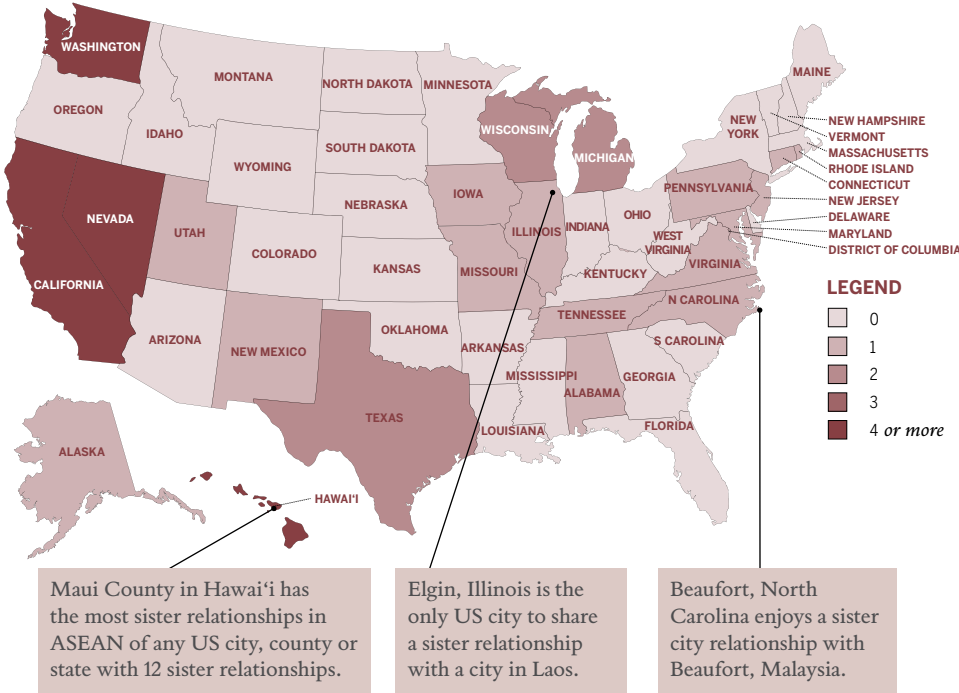 WASHINGTON
MONTANA
NORTH DAKOTA
MINNESOTA
MAINE
OREGON
IDAHO
WYOMING
SOUTH DAKOTA
WISCONSIN
MICHIGAN
NEW
YORK
NEW HAMPSHIRE
VERMONT
MASSACHUSETTS
RHODE ISLAND
CONNECTICUT
NEW JERSEY
DELAWARE
MARYLAND
DISTRICT OF COLUMBIA
NEVADA
UTAH
COLORADO
NEBRASKA
IOWA
ILLINOIS
INDIANA
OHIO
PENNSYLVANIA
WEST
VIRGINIA
VIRGINIA
CALIFORNIA
KANSAS
MISSOURI
KENTUCKY
ARIZONA
NEW MEXICO
OKLAHOMA
ARKANSAS
TENNESSEE
N CAROLINA
S CAROLINA
TEXAS
MISSISSIPPI
ALABAMA
GEORGIA
LOUISIANA
FLORIDA
ALASKA
HAWAIʻI
LEGEND
0
1
2
3
4 or more
Maui County in Hawaiʻi has
the most sister relationships in
ASEAN of any US city, county or
state with 12 sister relationships.
Elgin, Illinois is the
only US city to share
a sister relationship
with a city in Laos.
Beaufort, North
Carolina enjoys a sister
city relationship with
Beaufort, Malaysia.